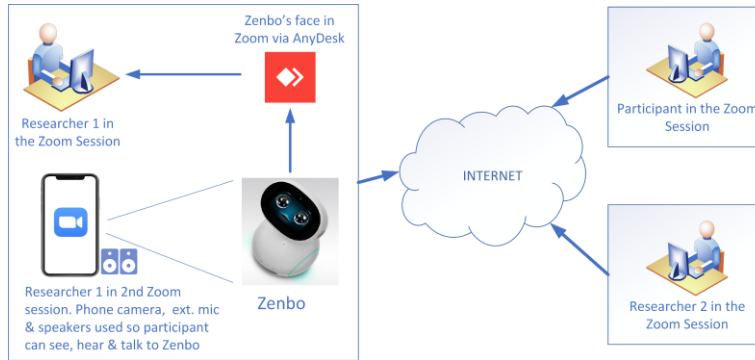 Zenbo's face in
Zoom via AnyDesk
Researcher 1 in
the Zoom Session
Researcher 1 in 2nd Zoom
session. Phone camera, ext. mic
& speakers used so participant
can see, hear & talk to Zenbo
Zenbo
INTERNET
Participant in the Zoom
Session
Researcher 2 in the
Zoom Session